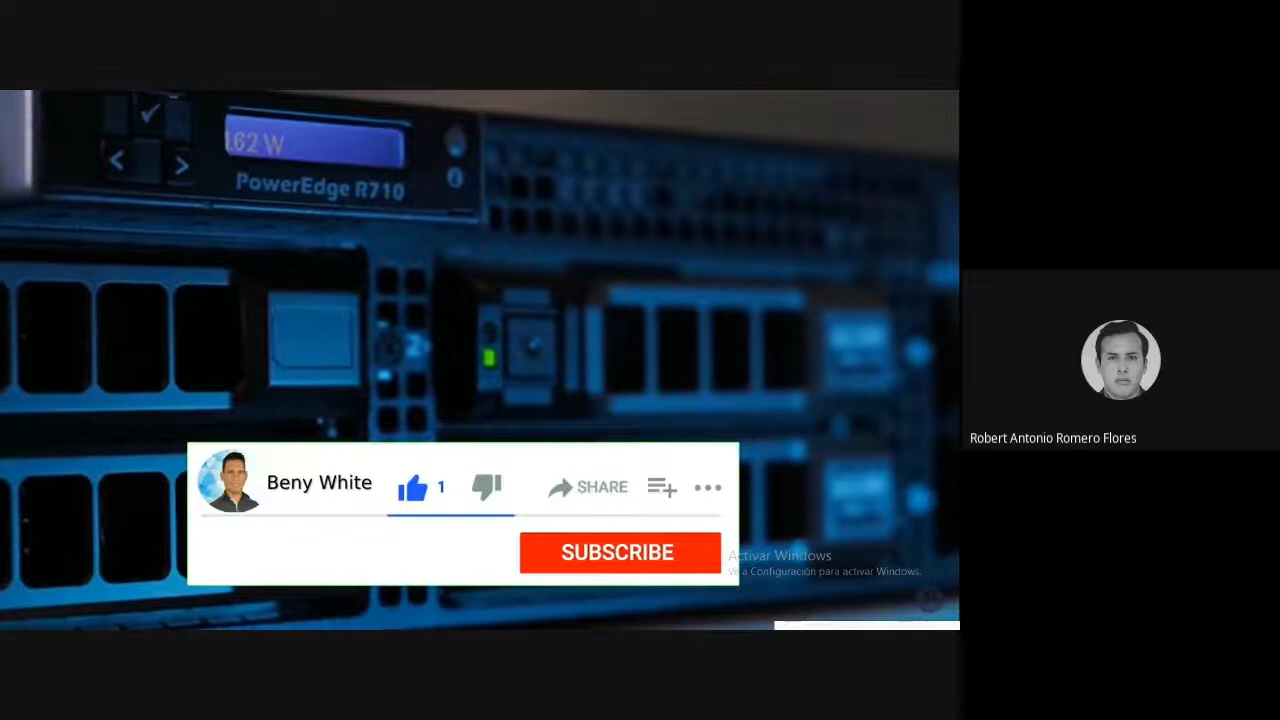 162 W
PowerEdge R710
Beny White
1
SHARE
SUBSCRIBE
Activar Windows
Ve a Configuración para activar Windows.
Robert Antonio Romero Flores